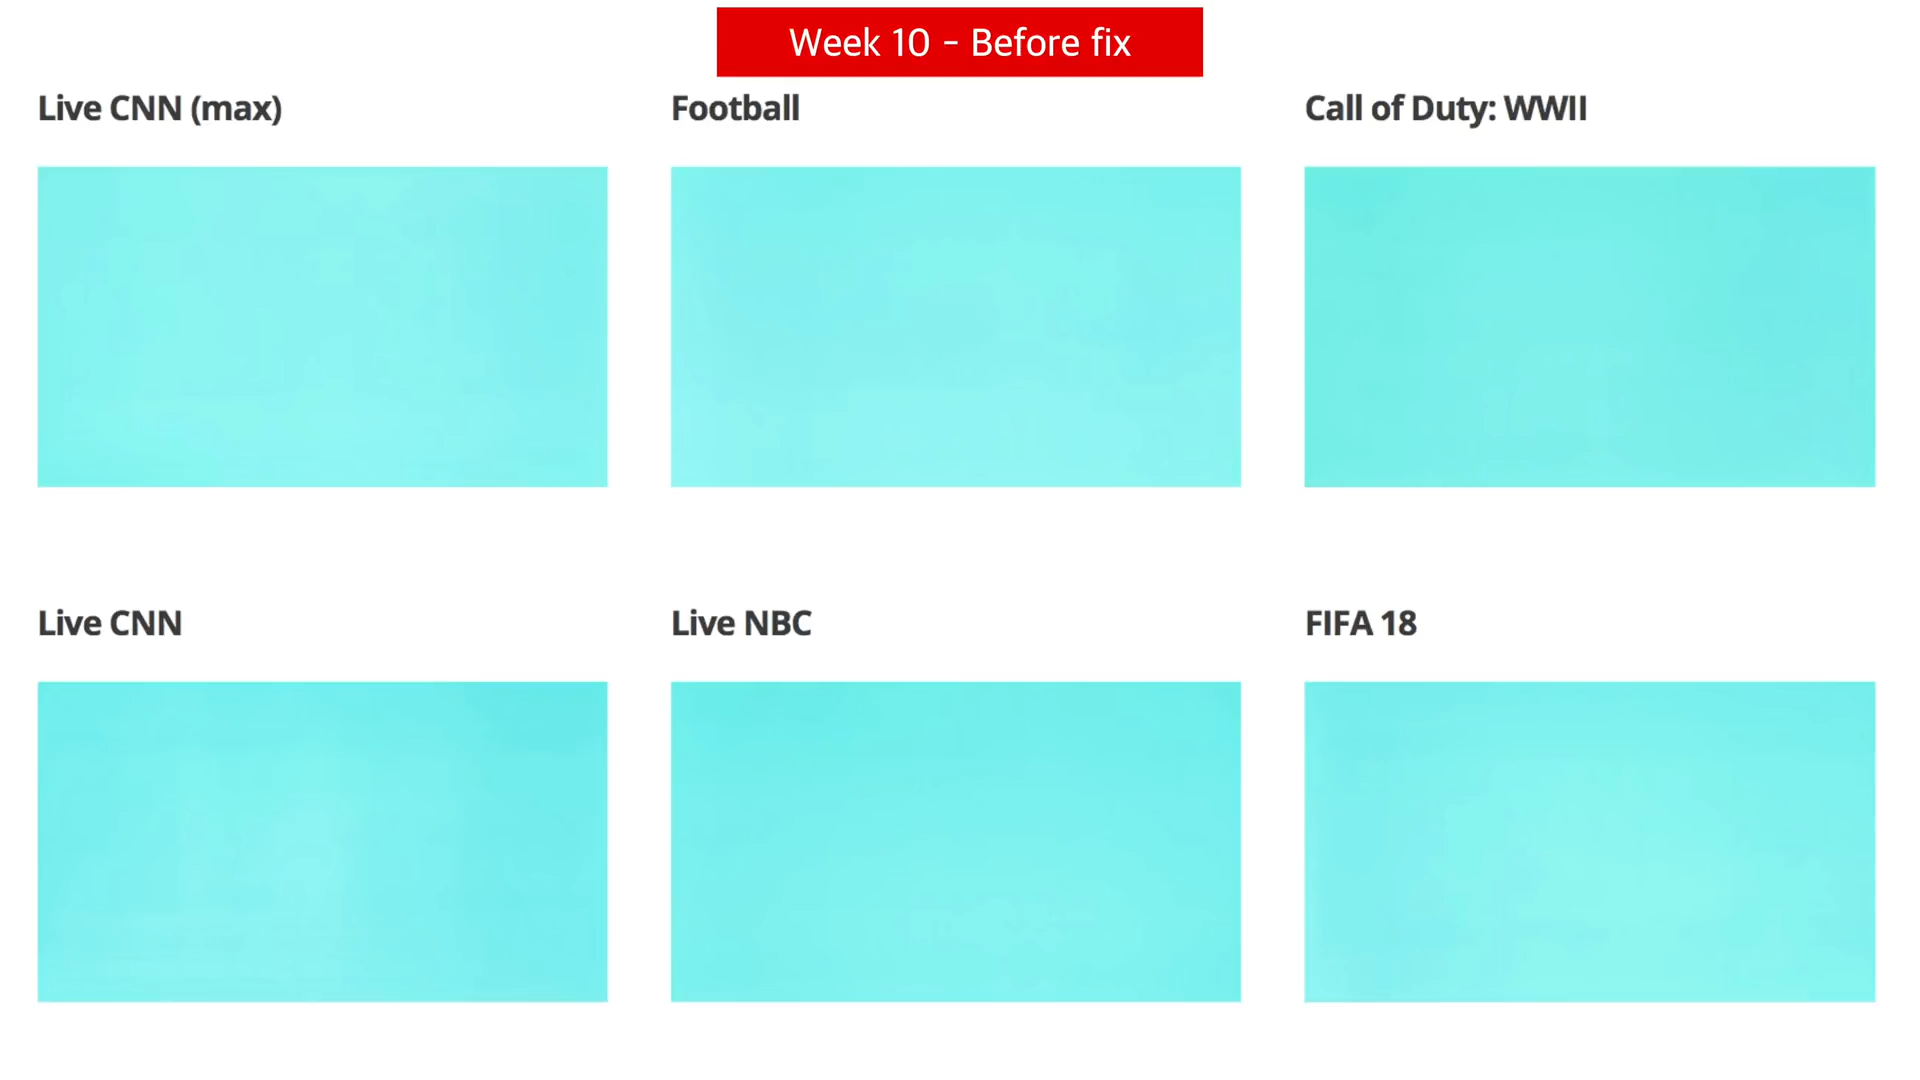 Week 10 - Before fix
Live CNN (max)
Football
Call of Duty: WWII
Live CNN
Live NBC
FIFA 18